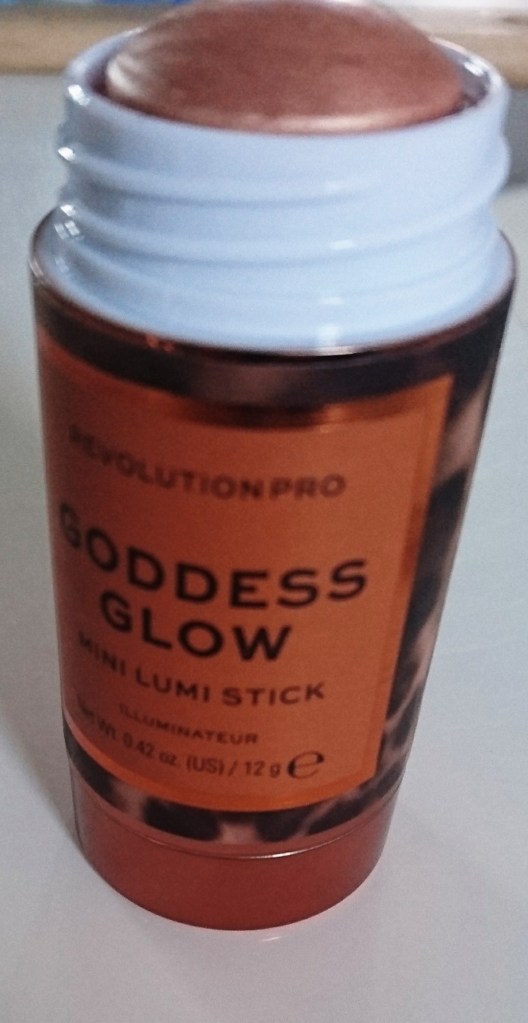 REVOLUTION PRO
GODDESS
GLOW
MINI LUMI STICK
ILLUMINATEUR
Net Wt. 0.42 oz. (US) / 12 g e